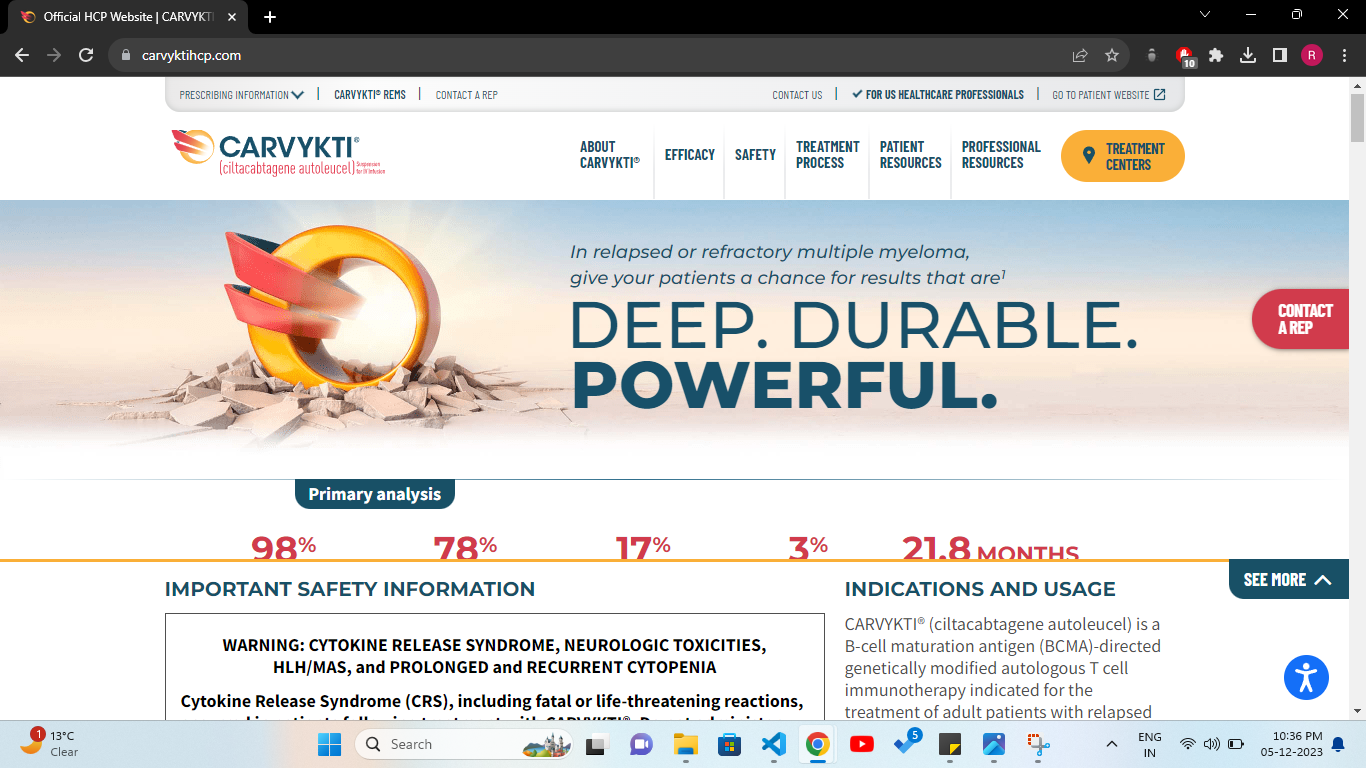 Official HCP Website | CARVYKTI
carvyktihcp.com
10
R
PRESCRIBING INFORMATION
CARVYKTI® REMS
CONTACT A REP
CONTACT US
FOR US HEALTHCARE PROFESSIONALS
GO TO PATIENT WEBSITE
CARVYKTI®
(ciltacabtagene autoleucel) Suspension
for IV infusion
ABOUT
CARVYKTI®
EFFICACY
SAFETY
TREATMENT
PROCESS
PATIENT
RESOURCES
PROFESSIONAL
RESOURCES
TREATMENT
CENTERS
In relapsed or refractory multiple myeloma,
give your patients a chance for results that are1
DEEP. DURABLE.
POWERFUL.
CONTACT
A REP
Primary analysis
98% 78% 17% 3% 21.8 MONTHS
SEE MORE
IMPORTANT SAFETY INFORMATION
WARNING: CYTOKINE RELEASE SYNDROME, NEUROLOGIC TOXICITIES,
HLH/MAS, and PROLONGED and RECURRENT CYTOPENIA
Cytokine Release Syndrome (CRS), including fatal or life-threatening reactions,
INDICATIONS AND USAGE
CARVYKTI® (ciltacabtagene autoleucel) is a
B-cell maturation antigen (BCMA)-directed
genetically modified autologous T cell
immunotherapy indicated for the
treatment of adult patients with relapsed
1
13°C
Clear
Search
5
ENG
IN
10:36 PM
05-12-2023